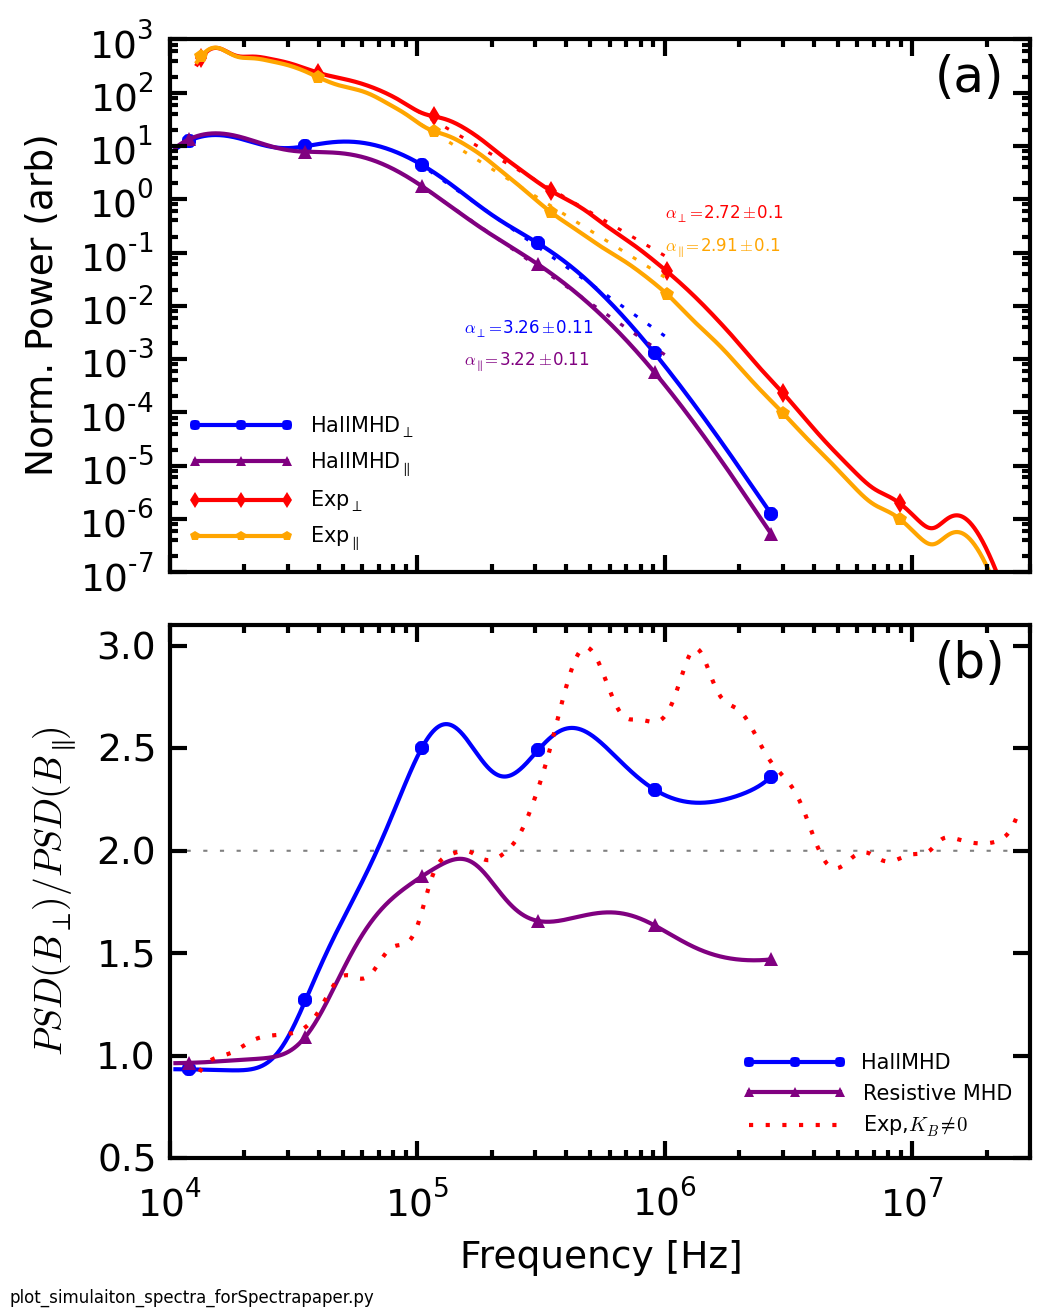 (a)
Norm. Power (arb)
10^3
10^2
10^1
10^0
10^-1
10^-2
10^-3
10^-4
10^-5
10^-6
10^-7
α⊥=2.72±0.1
α∥=2.91±0.1
α⊥=3.26±0.11
α∥=3.22±0.11
HallMHD⊥
HallMHD∥
Exp⊥
Exp∥
(b)
PSD(B⊥)/PSD(B∥)
3.0
2.5
2.0
1.5
1.0
0.5
HallMHD
Resistive MHD
Exp,K_B≠0
10^4 10^5 10^6 10^7
Frequency [Hz]
plot_simulaiton_spectra_forSpectrapaper.py